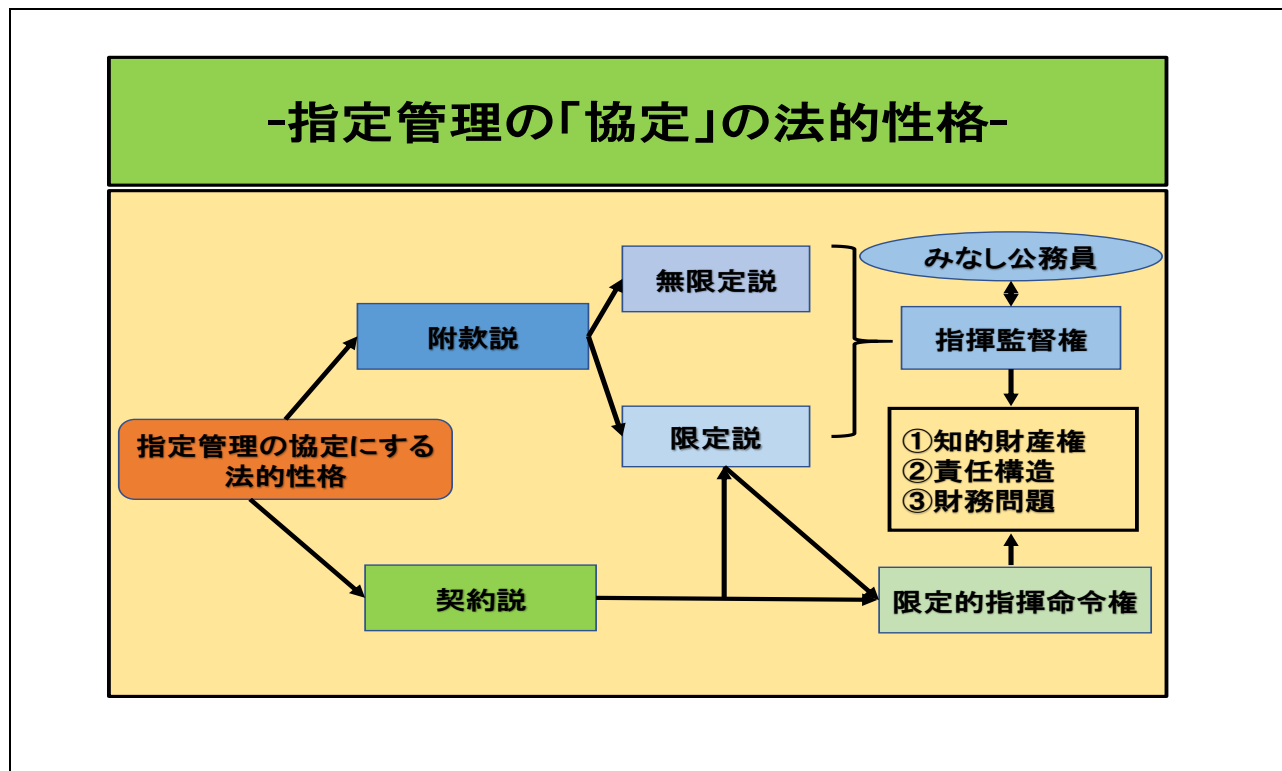 -指定管理の「協定」の法的性格-
無限定説
みなし公務員
附款説
指揮監督権
限定説
指定管理の協定にする
法的性格
①知的財産権
②責任構造
③財務問題
契約説
限定的指揮命令権